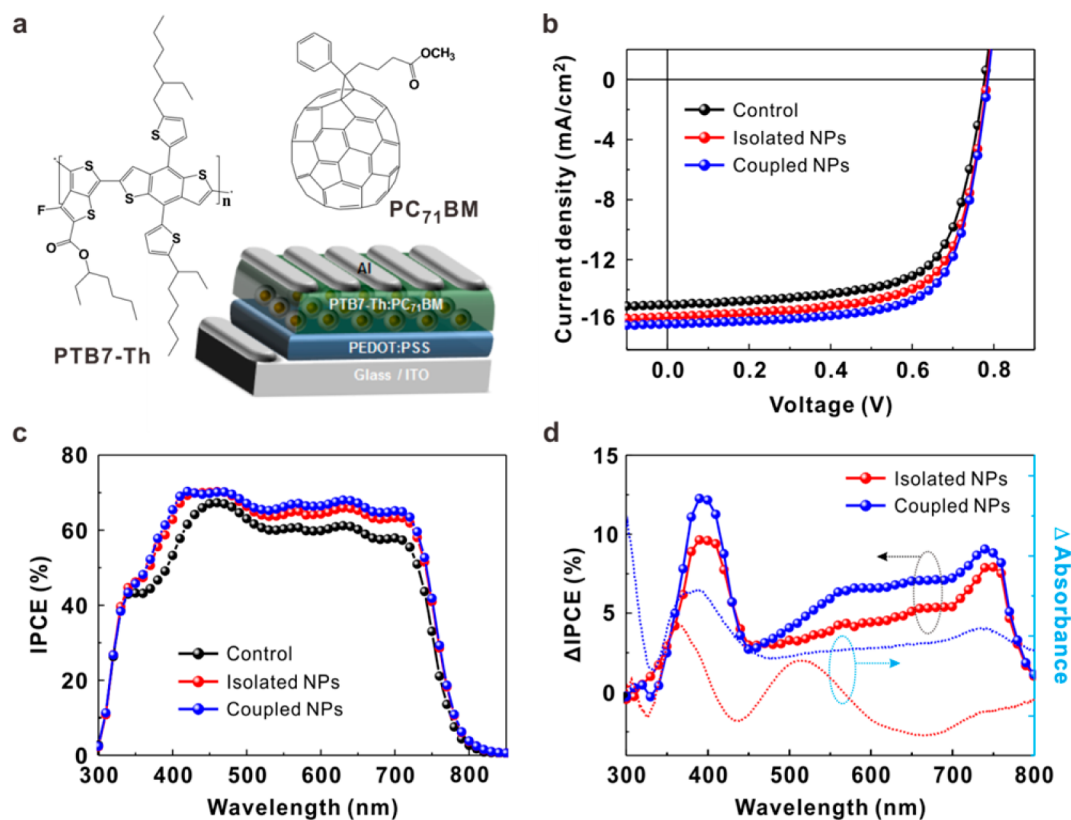 a
S
S
F
O
O
S
S
S
S
n
PTB7-Th
OCH₃
O
PC₇₁BM
Al
PTB7-Th:PC₇₁BM
PEDOT:PSS
Glass / ITO
b
Current density (mA/cm²)
0
-4
-8
-12
-16
Control
Isolated NPs
Coupled NPs
0.0 0.2 0.4 0.6 0.8
Voltage (V)
c
IPCE (%)
80
60
40
20
0
Control
Isolated NPs
Coupled NPs
300 400 500 600 700 800
Wavelength (nm)
d
ΔIPCE (%)
15
10
5
0
Isolated NPs
Coupled NPs
Δ Absorbance
300 400 500 600 700 800
Wavelength (nm)